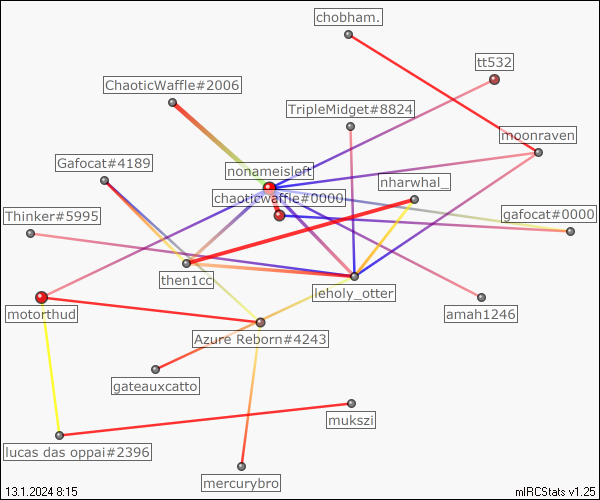 chobham.
tt532
ChaoticWaffle#2006
TripleMidget#8824
moonraven
Gafocat#4189
nonameisleft
nharwhal_
chaoticwaffle#0000
Thinker#5995
gafocat#0000
then1cc
leholy_otter
motorthud
amah1246
Azure Reborn#4243
gateauxcatto
mukszi
lucas das oppai#2396
mercurybro
13.1.2024 8:15
mIRCStats v1.25